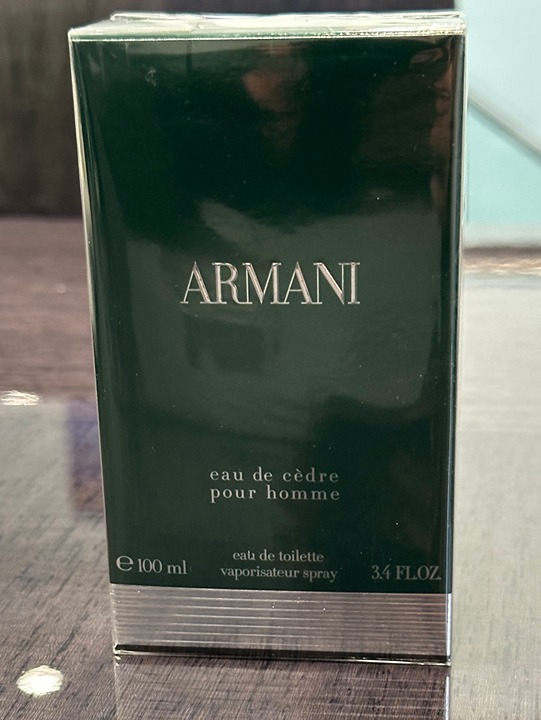 ARMANI
eau de cèdre
pour homme
eau de toilette
℮ 100 ml vaporisateur spray 3.4 FL.OZ.